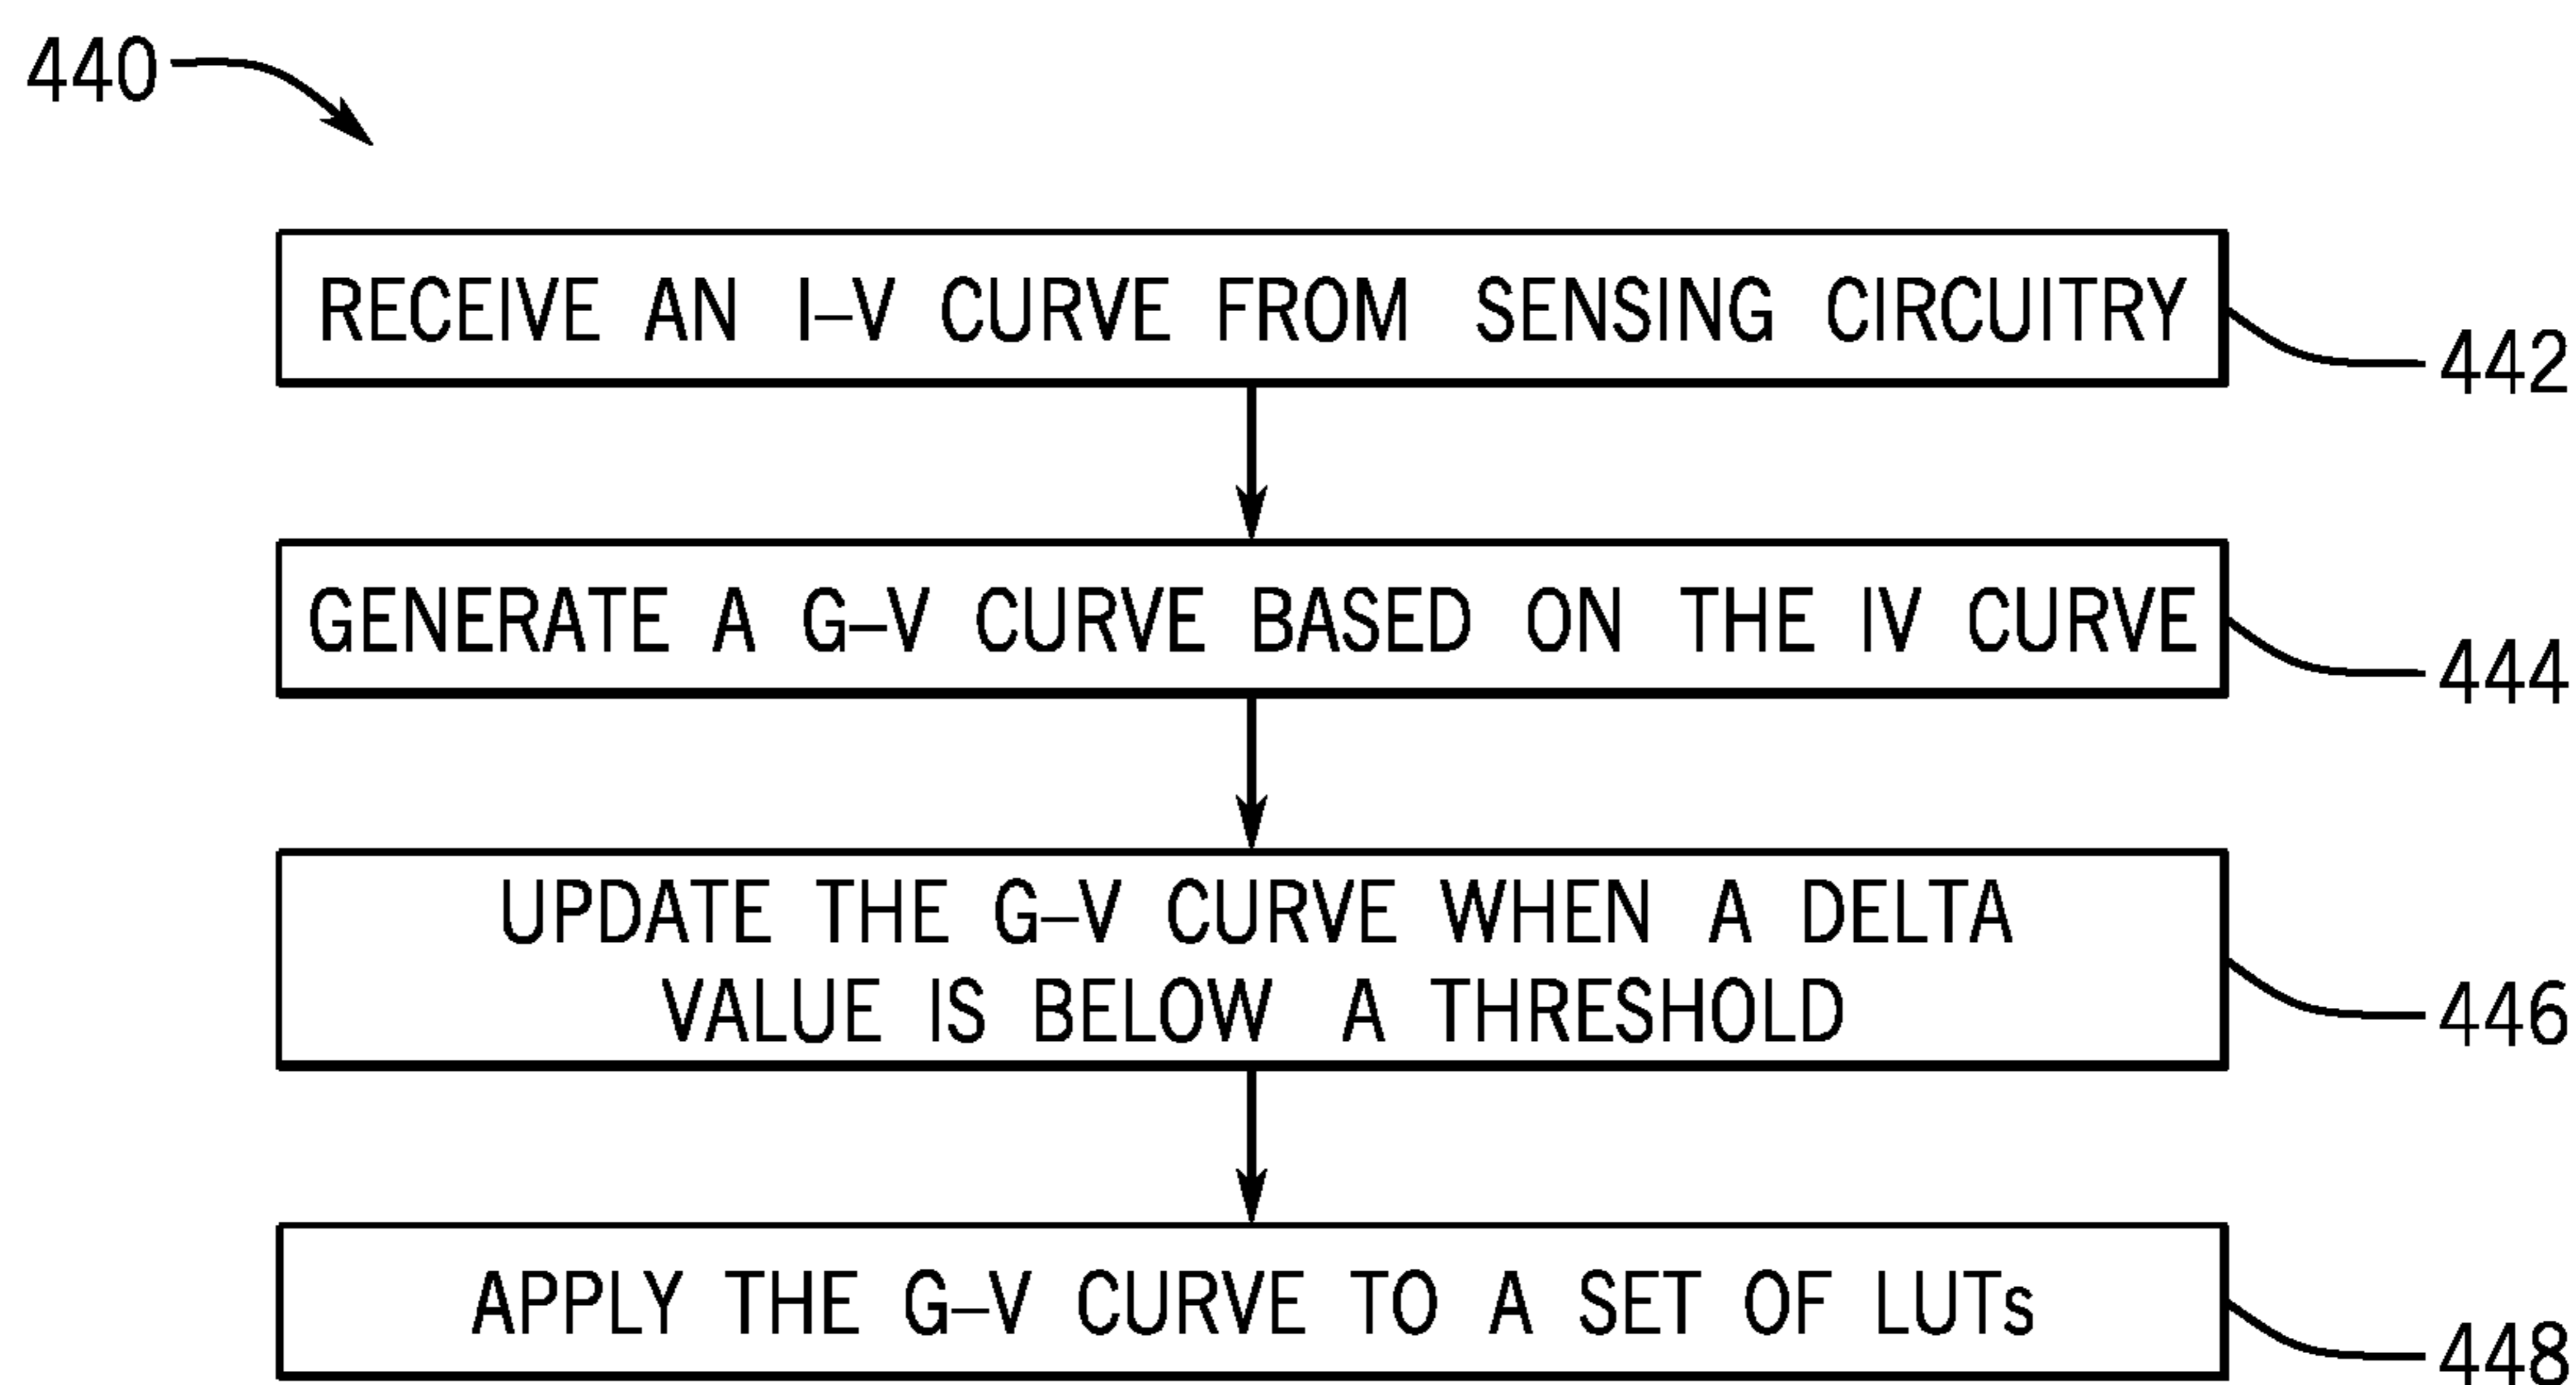 440
RECEIVE AN I–V CURVE FROM SENSING CIRCUITRY
442
GENERATE A G–V CURVE BASED ON THE IV CURVE
444
UPDATE THE G–V CURVE WHEN A DELTA
VALUE IS BELOW A THRESHOLD
446
APPLY THE G–V CURVE TO A SET OF LUTs
448